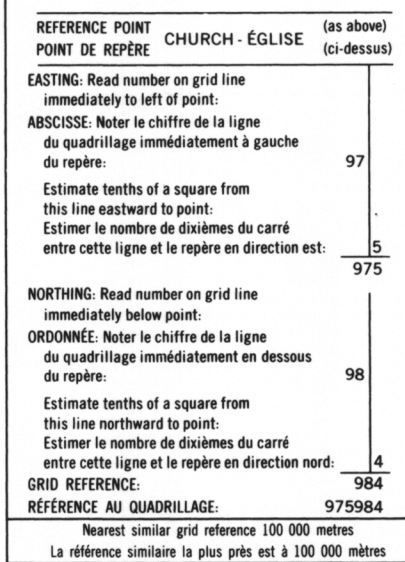 REFERENCE POINT CHURCH - ÉGLISE (as above)
POINT DE REPÈRE (ci-dessus)
EASTING: Read number on grid line
immediately to left of point:
ABSCISSE: Noter le chiffre de la ligne
du quadrillage immédiatement à gauche
du repère: 97
Estimate tenths of a square from
this line eastward to point:
Estimer le nombre de dixièmes du carré
entre cette ligne et le repère en direction est: 5
975
NORTHING: Read number on grid line
immediately below point:
ORDONNÉE: Noter le chiffre de la ligne
du quadrillage immédiatement en dessous
du repère: 98
Estimate tenths of a square from
this line northward to point:
Estimer le nombre de dixièmes du carré
entre cette ligne et le repère en direction nord: 4
GRID REFERENCE: 984
RÉFÉRENCE AU QUADRILLAGE: 975984
Nearest similar grid reference 100 000 metres
La référence similaire la plus près est à 100 000 mètres